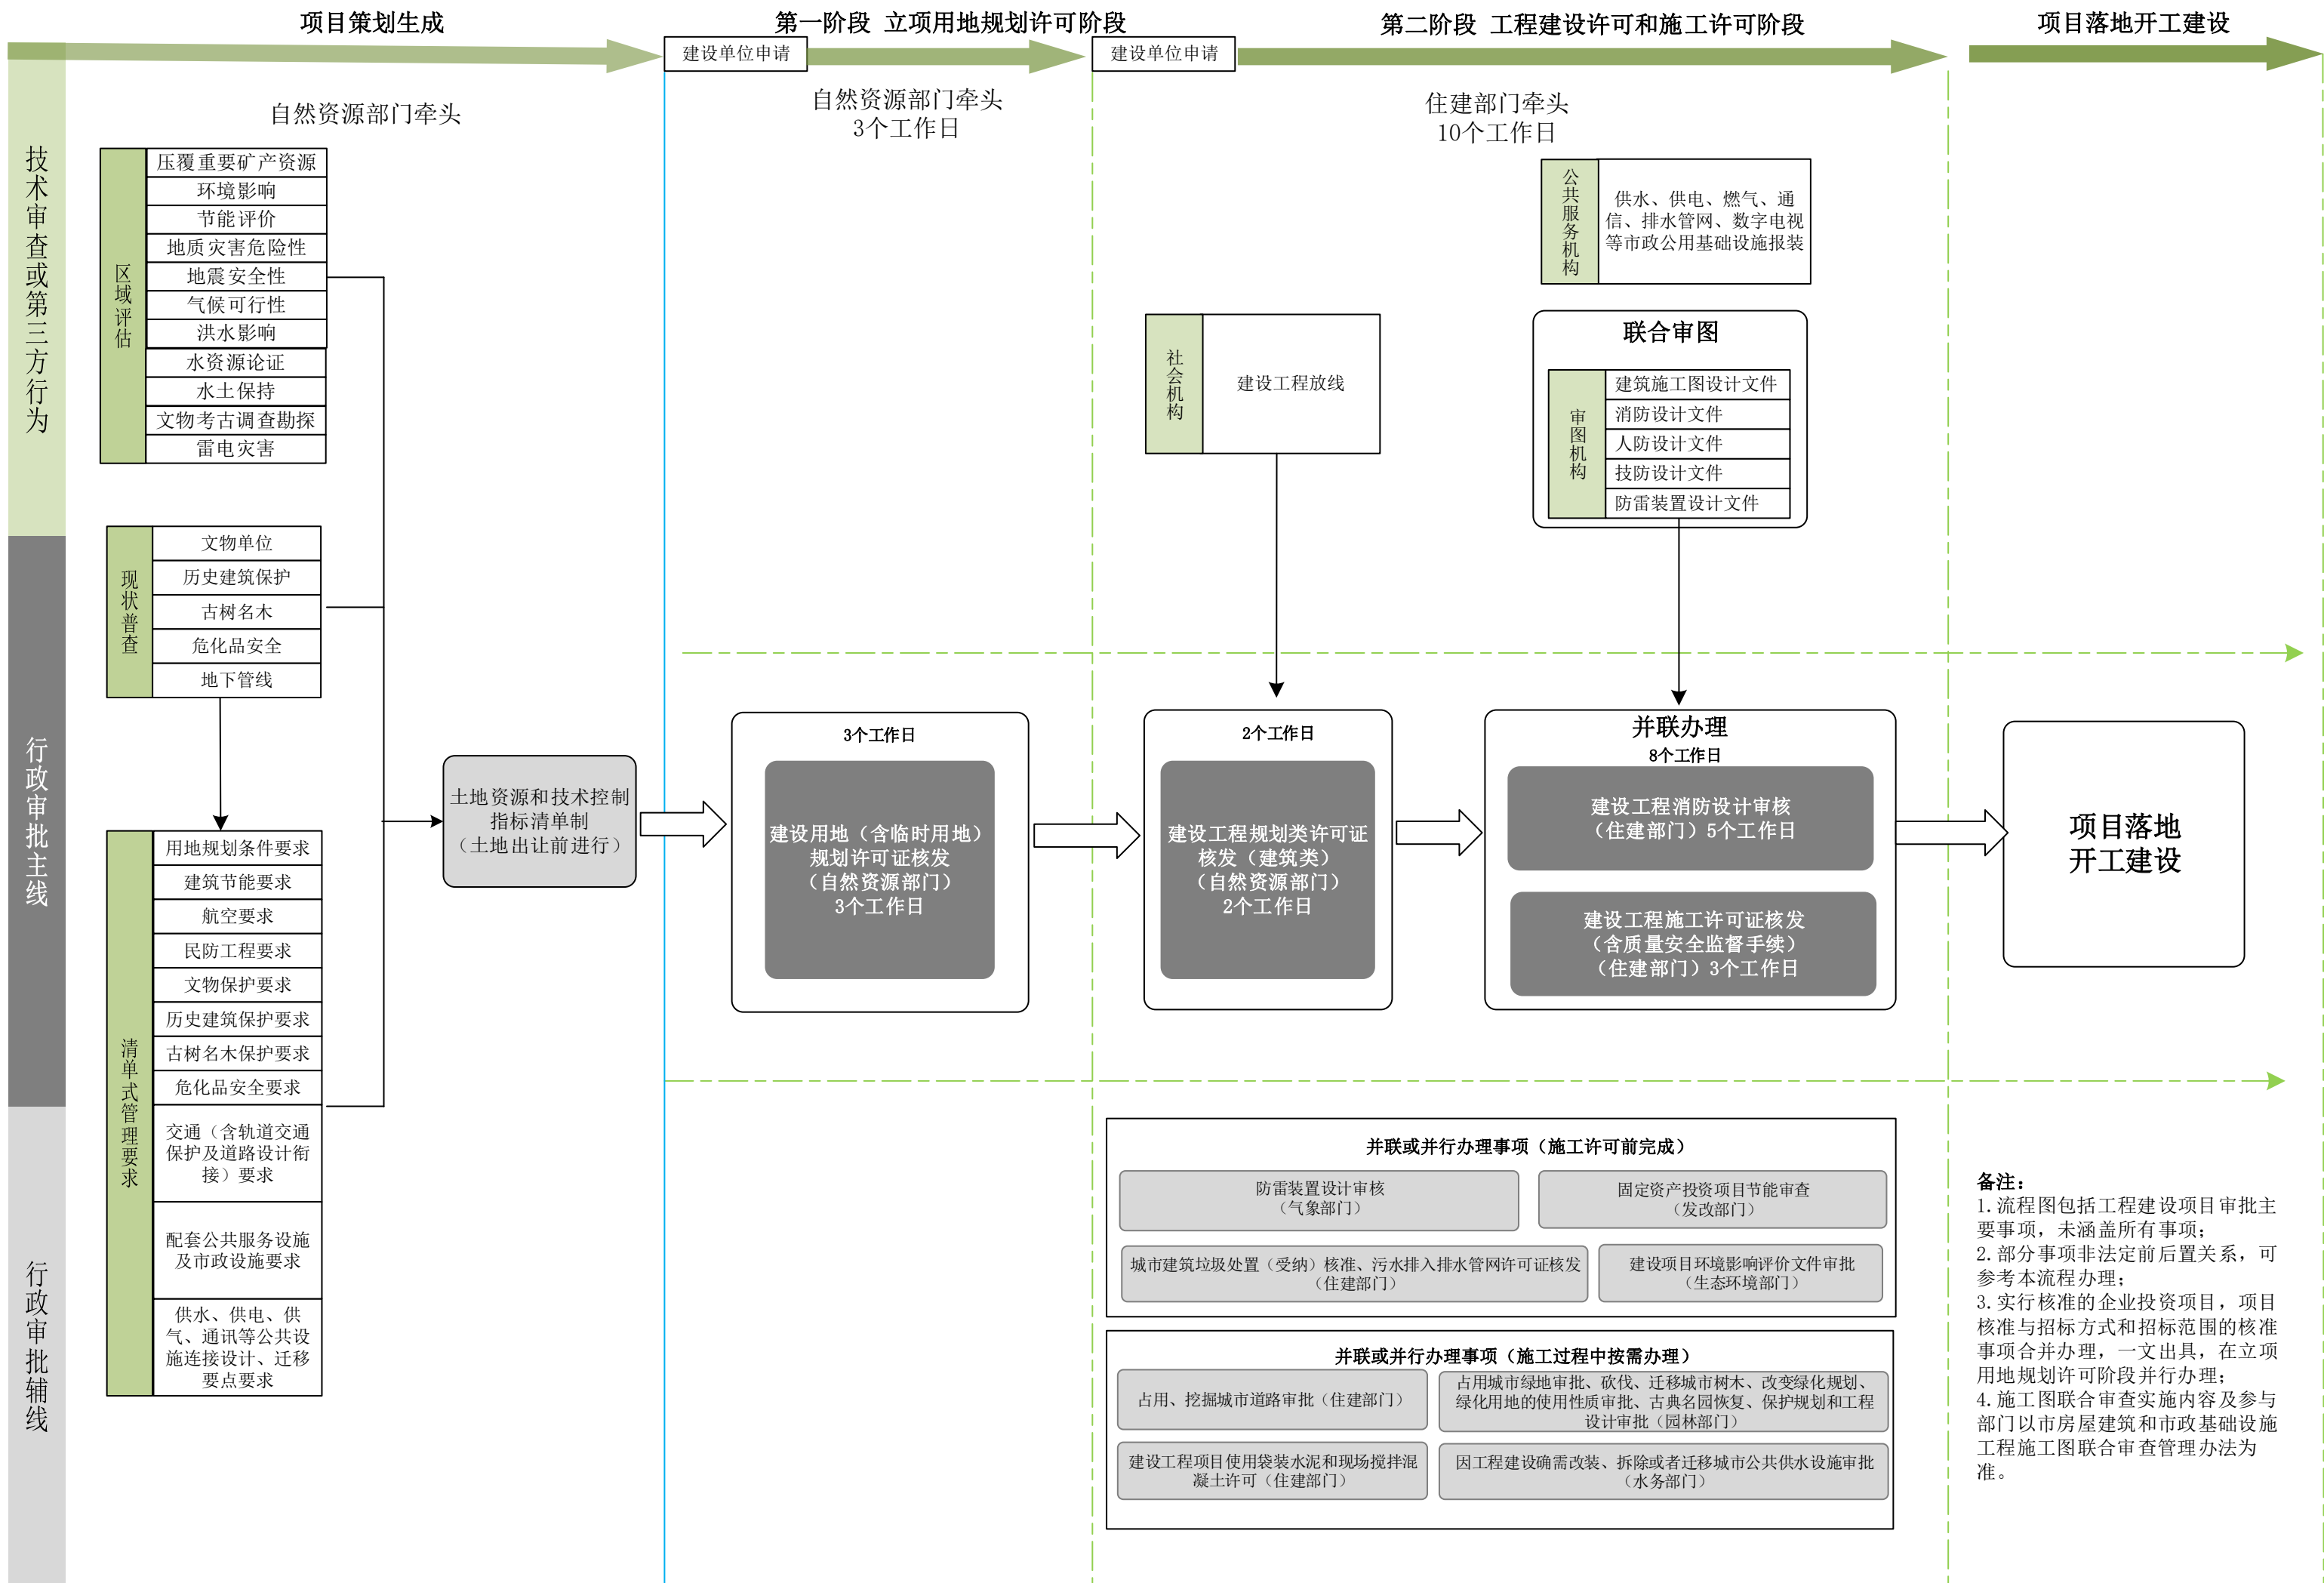 项目策划生成
第一阶段 立项用地规划许可阶段
第二阶段 工程建设许可和施工许可阶段
项目落地开工建设
建设单位申请
建设单位申请
自然资源部门牵头
自然资源部门牵头
3个工作日
住建部门牵头
10个工作日
技术审查或第三方行为
行政审批主线
行政审批辅线
区域评估
压覆重要矿产资源
环境影响
节能评价
地质灾害危险性
地震安全性
气候可行性
洪水影响
水资源论证
水土保持
文物考古调查勘探
雷电灾害
现状普查
文物单位
历史建筑保护
古树名木
危化品安全
地下管线
清单式管理要求
用地规划条件要求
建筑节能要求
航空要求
民防工程要求
文物保护要求
历史建筑保护要求
古树名木保护要求
危化品安全要求
交通（含轨道交通
保护及道路设计衔
接）要求
配套公共服务设施
及市政设施要求
供水、供电、供
气、通讯等公共设
施连接设计、迁移
要点要求
土地资源和技术控制
指标清单制
（土地出让前进行）
3个工作日
建设用地（含临时用地）
规划许可证核发
（自然资源部门）
3个工作日
社会机构
建设工程放线
2个工作日
建设工程规划类许可证
核发（建筑类）
（自然资源部门）
2个工作日
公共服务机构
供水、供电、燃气、通
信、排水管网、数字电视
等市政公用基础设施报装
联合审图
审图机构
建筑施工图设计文件
消防设计文件
人防设计文件
技防设计文件
防雷装置设计文件
并联办理
8个工作日
建设工程消防设计审核
（住建部门）5个工作日
建设工程施工许可证核发
（含质量安全监督手续）
（住建部门）3个工作日
项目落地
开工建设
并联或并行办理事项（施工许可前完成）
防雷装置设计审核
（气象部门）
固定资产投资项目节能审查
（发改部门）
城市建筑垃圾处置（受纳）核准、污水排入排水管网许可证核发
（住建部门）
建设项目环境影响评价文件审批
（生态环境部门）
并联或并行办理事项（施工过程中按需办理）
占用、挖掘城市道路审批（住建部门）
占用城市绿地审批、砍伐、迁移城市树木、改变绿化规划、
绿化用地的使用性质审批、古典名园恢复、保护规划和工程
设计审批（园林部门）
建设工程项目使用袋装水泥和现场搅拌混
凝土许可（住建部门）
因工程建设确需改装、拆除或者迁移城市公共供水设施审批
（水务部门）
备注：
1.流程图包括工程建设项目审批主
要事项，未涵盖所有事项；
2.部分事项非法定前后置关系，可
参考本流程办理；
3.实行核准的企业投资项目，项目
核准与招标方式和招标范围的核准
事项合并办理，一文出具，在立项
用地规划许可阶段并行办理；
4.施工图联合审查实施内容及参与
部门以市房屋建筑和市政基础设施
工程施工图联合审查管理办法为
准。